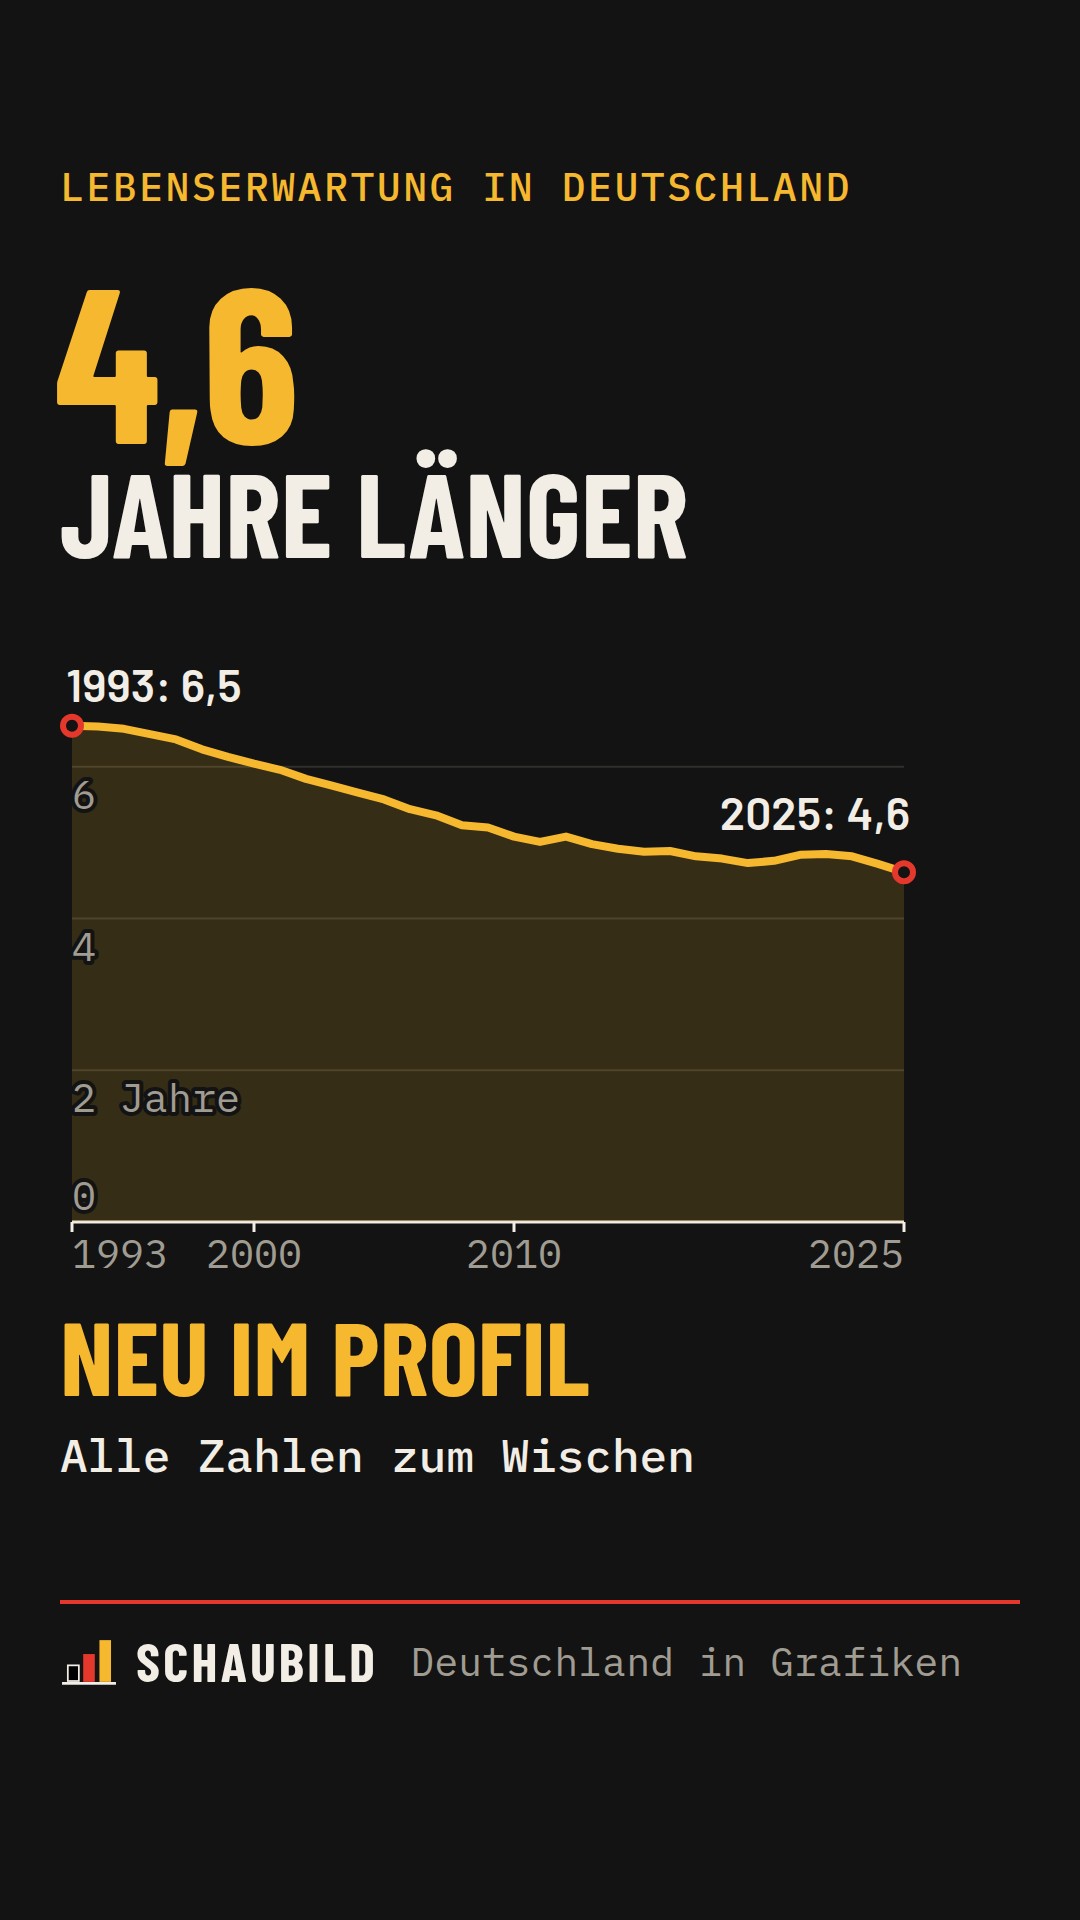 LEBENSERWARTUNG IN DEUTSCHLAND
4,6
JAHRE LÄNGER
1993: 6,5
6
2025: 4,6
4
2 Jahre
0
1993 2000 2010 2025
NEU IM PROFIL
Alle Zahlen zum Wischen
SCHAUBILD Deutschland in Grafiken